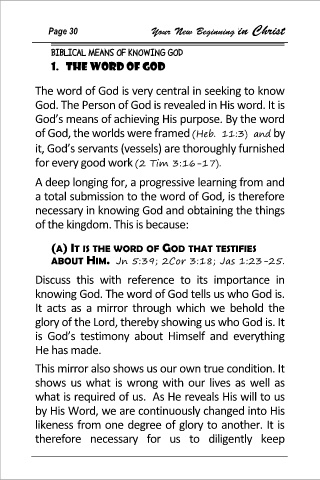 Page 30 Your New Beginning in Christ
BIBLICAL MEANS OF KNOWING GOD
1. THE WORD OF GOD
The word of God is very central in seeking to know
God. The Person of God is revealed in His word. It is
God's means of achieving His purpose. By the word
of God, the worlds were framed (Heb. 11:3) and by
it, God's servants (vessels) are thoroughly furnished
for every good work (2 Tim 3:16-17).
A deep longing for, a progressive learning from and
a total submission to the word of God, is therefore
necessary in knowing God and obtaining the things
of the kingdom. This is because:
(A) IT IS THE WORD OF GOD THAT TESTIFIES
ABOUT HIM. Jn 5:39; 2Cor 3:18; Jas 1:23-25.
Discuss this with reference to its importance in
knowing God. The word of God tells us who God is.
It acts as a mirror through which we behold the
glory of the Lord, thereby showing us who God is. It
is God's testimony about Himself and everything
He has made.
This mirror also shows us our own true condition. It
shows us what is wrong with our lives as well as
what is required of us. As He reveals His will to us
by His Word, we are continuously changed into His
likeness from one degree of glory to another. It is
therefore necessary for us to diligently keep